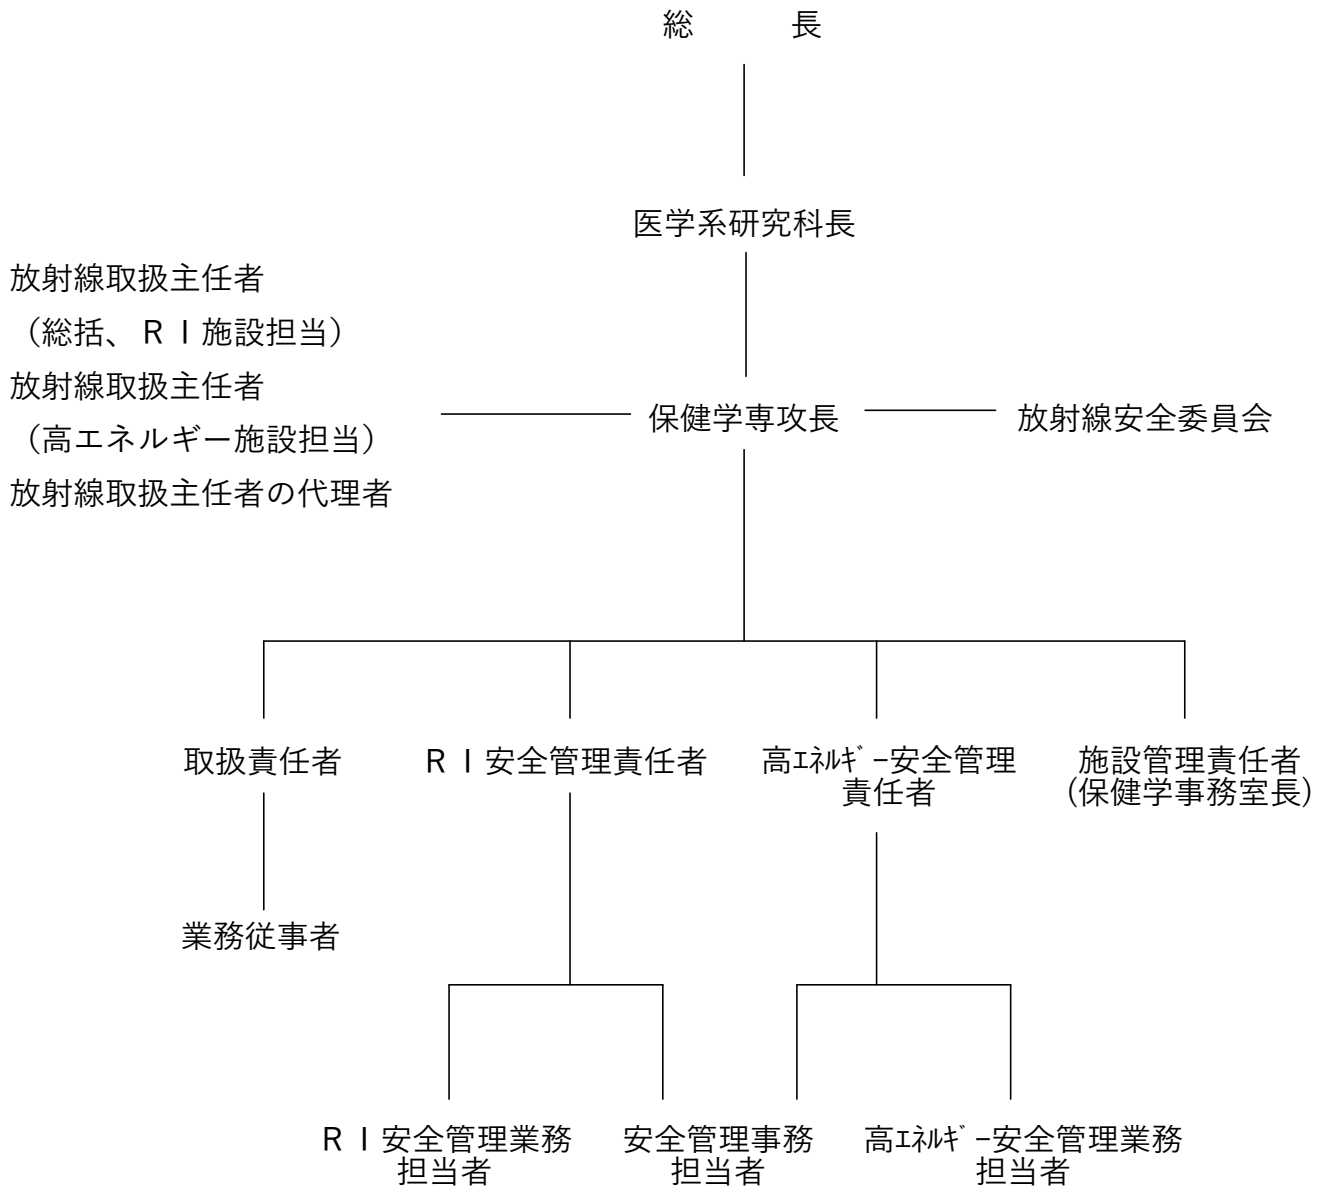 総　　　長
医学系研究科長
放射線取扱主任者
（総括、ＲＩ施設担当）
放射線取扱主任者
（高エネルギー施設担当）
放射線取扱主任者の代理者
保健学専攻長
放射線安全委員会
取扱責任者
ＲＩ安全管理責任者
高ｴﾈﾙｷﾞｰ安全管理
責任者
施設管理責任者
（保健学事務室長）
業務従事者
ＲＩ安全管理業務
担当者
安全管理事務
担当者
高ｴﾈﾙｷﾞｰ安全管理業務
担当者